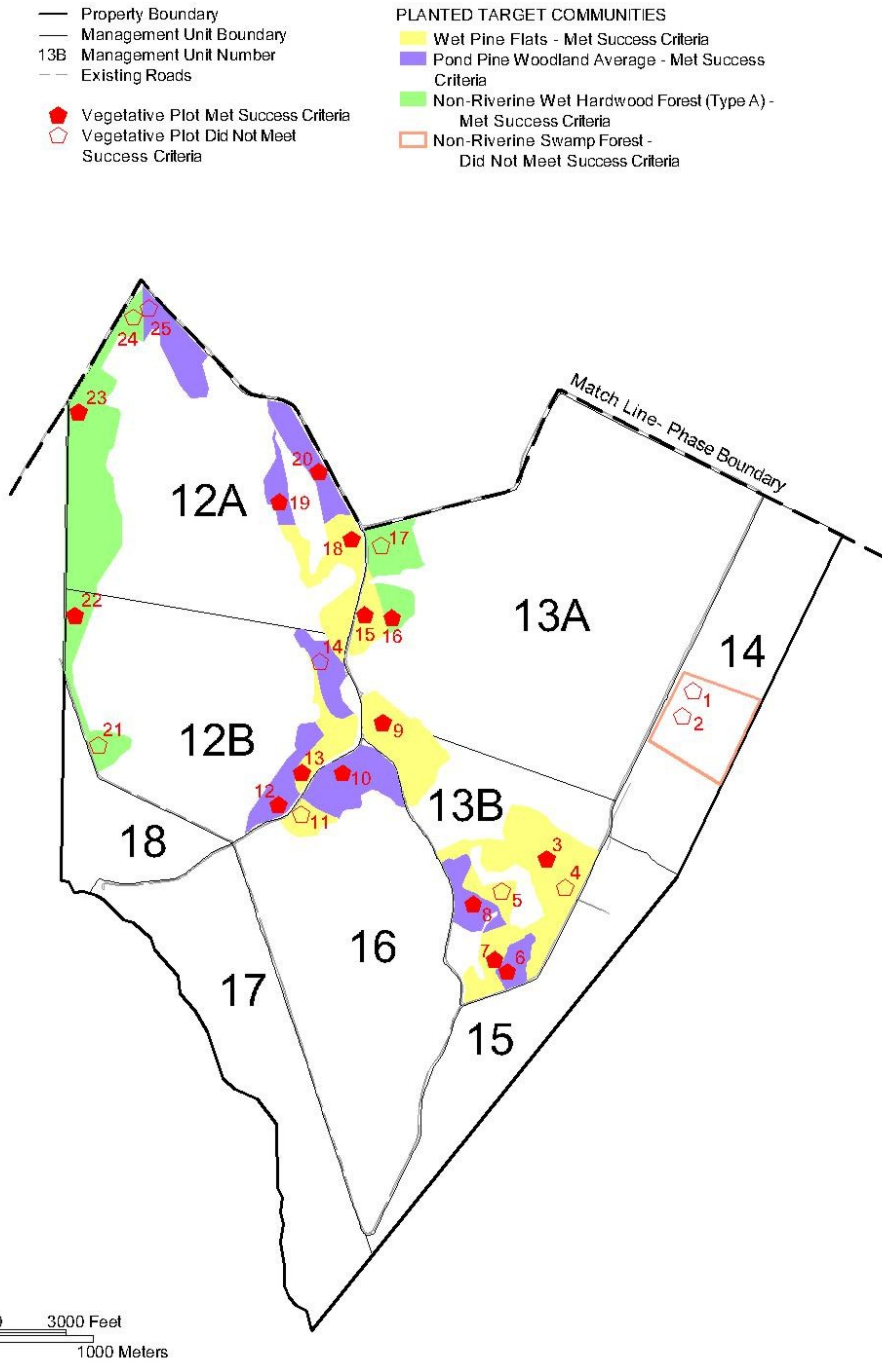 Property Boundary
Management Unit Boundary
13B Management Unit Number
Existing Roads
Vegetative Plot Met Success Criteria
Vegetative Plot Did Not Meet
Success Criteria
PLANTED TARGET COMMUNITIES
Wet Pine Flats - Met Success Criteria
Pond Pine Woodland Average - Met Success
Criteria
Non-Riverine Wet Hardwood Forest (Type A) -
Met Success Criteria
Non-Riverine Swamp Forest -
Did Not Meet Success Criteria
24
25
Match Line- Phase Boundary
23
20
12A
19
18
17
22
15
16
13A
14
14
1
2
21
12B
9
13
10
12
11
13B
18
3
4
5
8
16
7
6
17
15
3000 Feet
1000 Meters